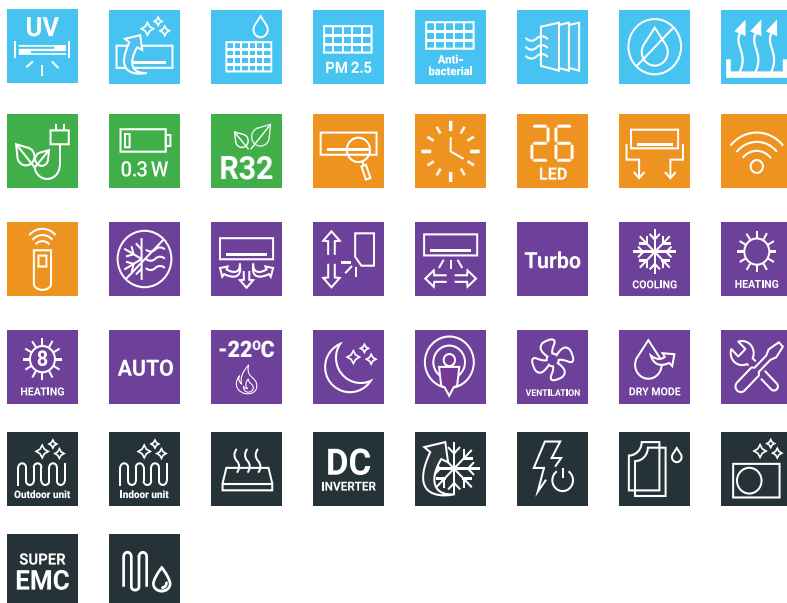 UV
PM 2.5
Anti-
bacterial
0.3 W
R32
26
LED
Turbo
COOLING
HEATING
8
HEATING
AUTO
-22ºC
VENTILATION
DRY MODE
Outdoor unit
Indoor unit
DC
INVERTER
SUPER
EMC